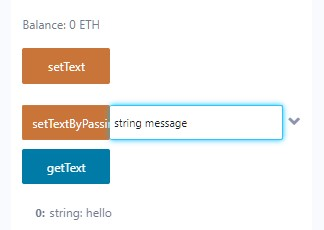 Balance: 0 ETH
setText
setTextByPassi string message
getText
0: string: hello